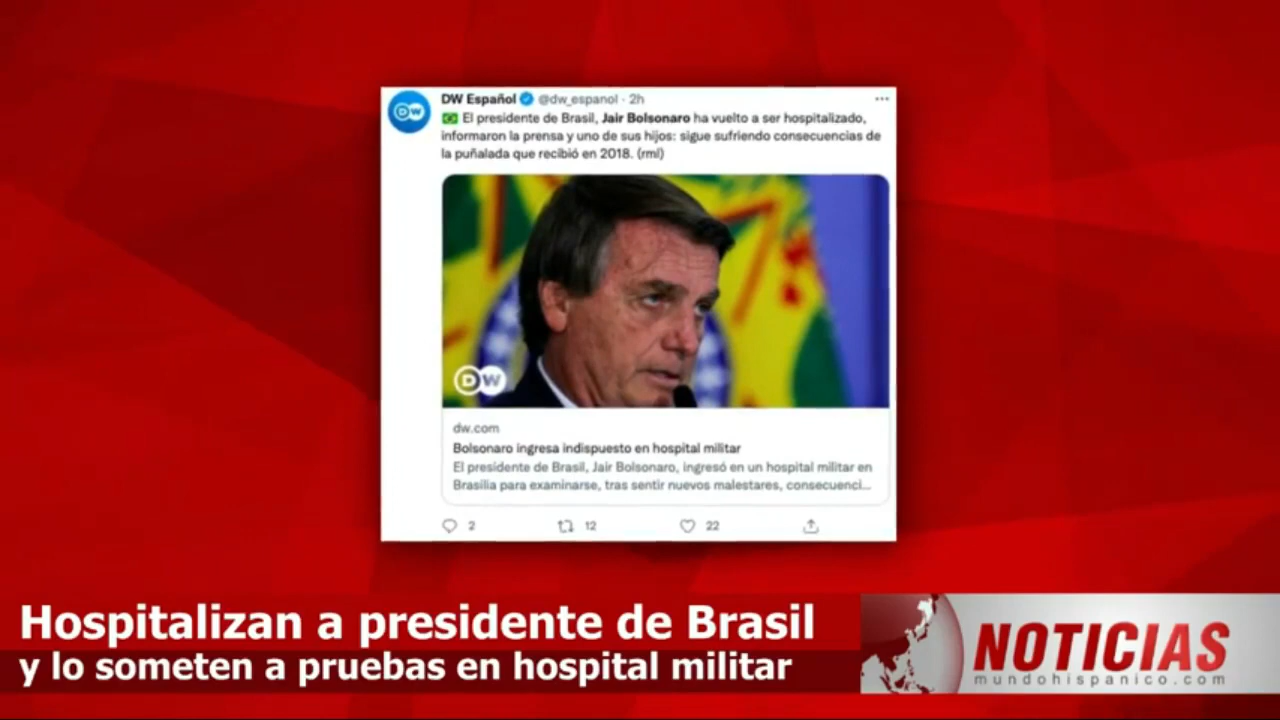 DW Español @dw_espanol · 2h
El presidente de Brasil, Jair Bolsonaro ha vuelto a ser hospitalizado,
informaron la prensa y uno de sus hijos: sigue sufriendo consecuencias de
la puñalada que recibió en 2018. (rml)
DW
dw.com
Bolsonaro ingresa indispuesto en hospital militar
El presidente de Brasil, Jair Bolsonaro, ingresó en un hospital militar en
Brasilia para examinarse, tras sentir nuevos malestares, consecuenci...
2 12 22
Hospitalizan a presidente de Brasil
y lo someten a pruebas en hospital militar
NOTICIAS
mundohispanico.com